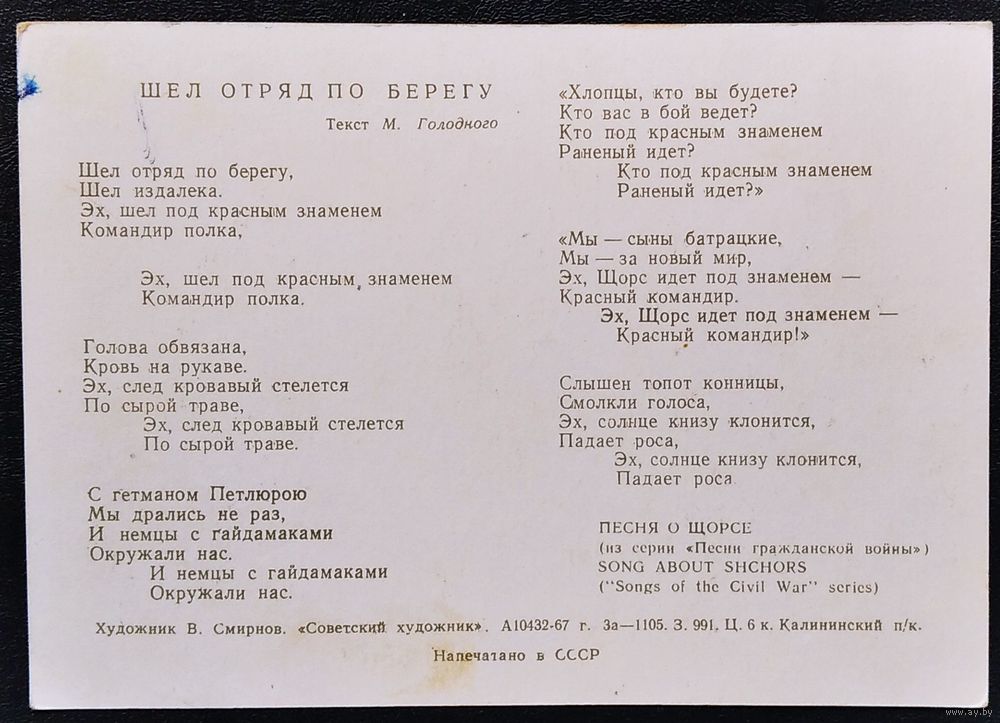 ШЕЛ ОТРЯД ПО БЕРЕГУ
Текст М. Голодного
Шел отряд по берегу,
Шел издалека.
Эх, шел под красным знаменем
Командир полка,
Эх, шел под красным знаменем
Командир полка.
Голова обвязана,
Кровь на рукаве.
Эх, след кровавый стелется
По сырой траве,
Эх, след кровавый стелется
По сырой траве.
С гетманом Петлюрою
Мы дрались не раз,
И немцы с гайдамаками
Окружали нас.
И немцы с гайдамаками
Окружали нас.
«Хлопцы, кто вы будете?
Кто вас в бой ведет?
Кто под красным знаменем
Раненый идет?
Кто под красным знаменем
Раненый идет?»
«Мы — сыны батрацкие,
Мы — за новый мир,
Эх, Щорс идет под знаменем —
Красный командир.
Эх, Щорс идет под знаменем —
Красный командир!»
Слышен топот конницы,
Смолкли голоса,
Эх, солнце книзу клонится,
Падает роса,
Эх, солнце книзу клонится,
Падает роса
ПЕСНЯ О ЩОРСЕ
(из серии «Песни гражданской войны»)
SONG ABOUT SHCHORS
("Songs of the Civil War" series)
Художник В. Смирнов. «Советский художник». А10432-67 г. За—1105. З. 991. Ц. 6 к. Калининский п/к.
Напечатано в СССР
www.ay.by